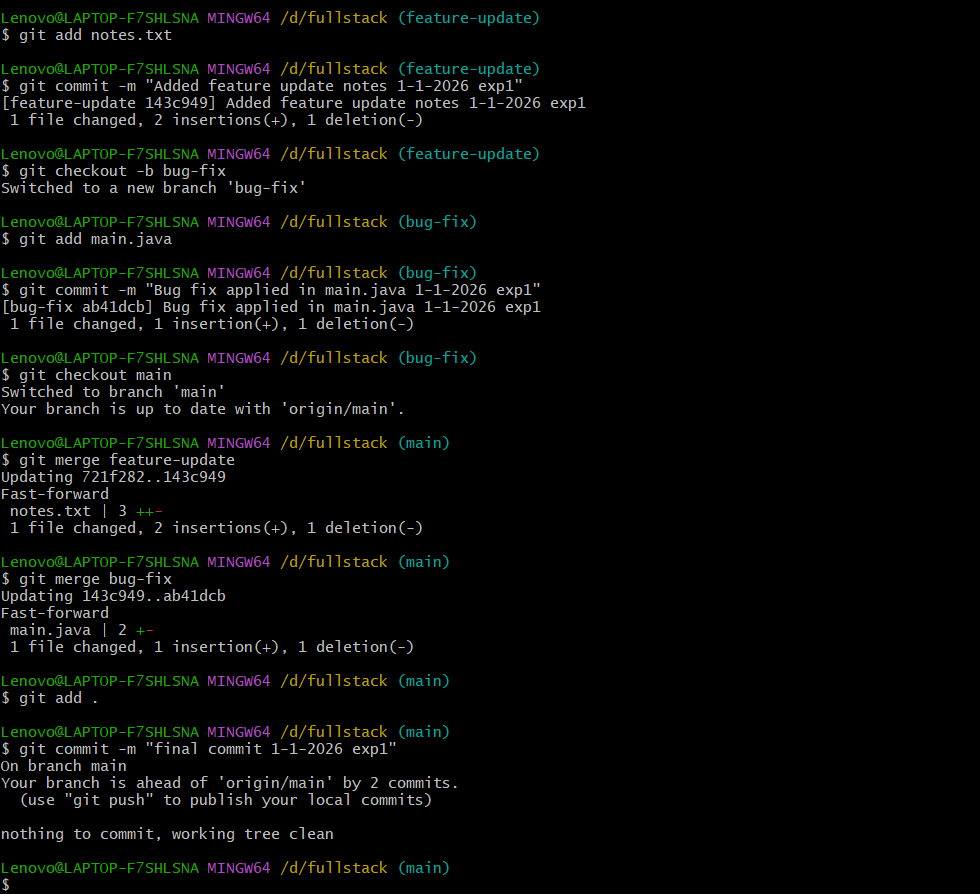 Lenovo@LAPTOP-F7SHLSNA MINGW64 /d/fullstack (feature-update)
$ git add notes.txt
Lenovo@LAPTOP-F7SHLSNA MINGW64 /d/fullstack (feature-update)
$ git commit -m "Added feature update notes 1-1-2026 exp1"
[feature-update 143c949] Added feature update notes 1-1-2026 exp1
 1 file changed, 2 insertions(+), 1 deletion(-)
Lenovo@LAPTOP-F7SHLSNA MINGW64 /d/fullstack (feature-update)
$ git checkout -b bug-fix
Switched to a new branch 'bug-fix'
Lenovo@LAPTOP-F7SHLSNA MINGW64 /d/fullstack (bug-fix)
$ git add main.java
Lenovo@LAPTOP-F7SHLSNA MINGW64 /d/fullstack (bug-fix)
$ git commit -m "Bug fix applied in main.java 1-1-2026 exp1"
[bug-fix ab41dcb] Bug fix applied in main.java 1-1-2026 exp1
 1 file changed, 1 insertion(+), 1 deletion(-)
Lenovo@LAPTOP-F7SHLSNA MINGW64 /d/fullstack (bug-fix)
$ git checkout main
Switched to branch 'main'
Your branch is up to date with 'origin/main'.
Lenovo@LAPTOP-F7SHLSNA MINGW64 /d/fullstack (main)
$ git merge feature-update
Updating 721f282..143c949
Fast-forward
 notes.txt | 3 ++-
 1 file changed, 2 insertions(+), 1 deletion(-)
Lenovo@LAPTOP-F7SHLSNA MINGW64 /d/fullstack (main)
$ git merge bug-fix
Updating 143c949..ab41dcb
Fast-forward
 main.java | 2 +-
 1 file changed, 1 insertion(+), 1 deletion(-)
Lenovo@LAPTOP-F7SHLSNA MINGW64 /d/fullstack (main)
$ git add .
Lenovo@LAPTOP-F7SHLSNA MINGW64 /d/fullstack (main)
$ git commit -m "final commit 1-1-2026 exp1"
On branch main
Your branch is ahead of 'origin/main' by 2 commits.
  (use "git push" to publish your local commits)
nothing to commit, working tree clean
Lenovo@LAPTOP-F7SHLSNA MINGW64 /d/fullstack (main)
$